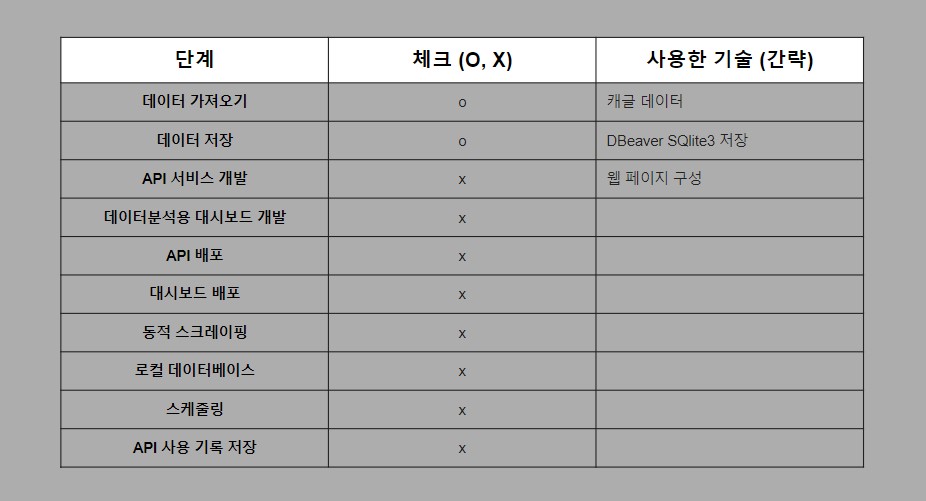 단계 체크 (O, X) 사용한 기술 (간략)
데이터 가져오기 o 캐글 데이터
데이터 저장 o DBeaver SQlite3 저장
API 서비스 개발 x 웹 페이지 구성
데이터분석용 대시보드 개발 x
API 배포 x
대시보드 배포 x
동적 스크레이핑 x
로컬 데이터베이스 x
스케줄링 x
API 사용 기록 저장 x